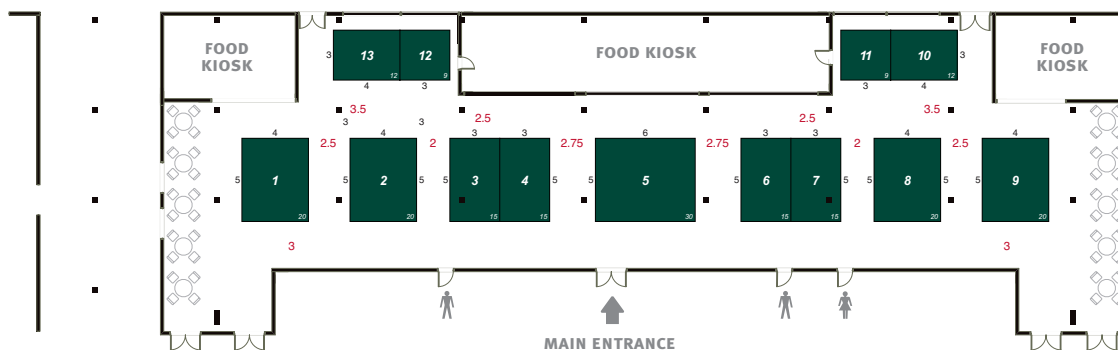 FOOD
KIOSK
3 13 12
12 9
4 3
FOOD KIOSK
11 10 3
9 12
3 4
FOOD
KIOSK
3.5 2.5 2.5 3.5
3 3
4 4 3 3 6 3 3 4 4
2.5 2 2.75 2.75 2 2.5
5 1 5 2 5 5 3 4 5 5 5 5 6 7 5 5 8 5 9
20 20 15 15 30 15 15 20 20
3 3
MAIN ENTRANCE